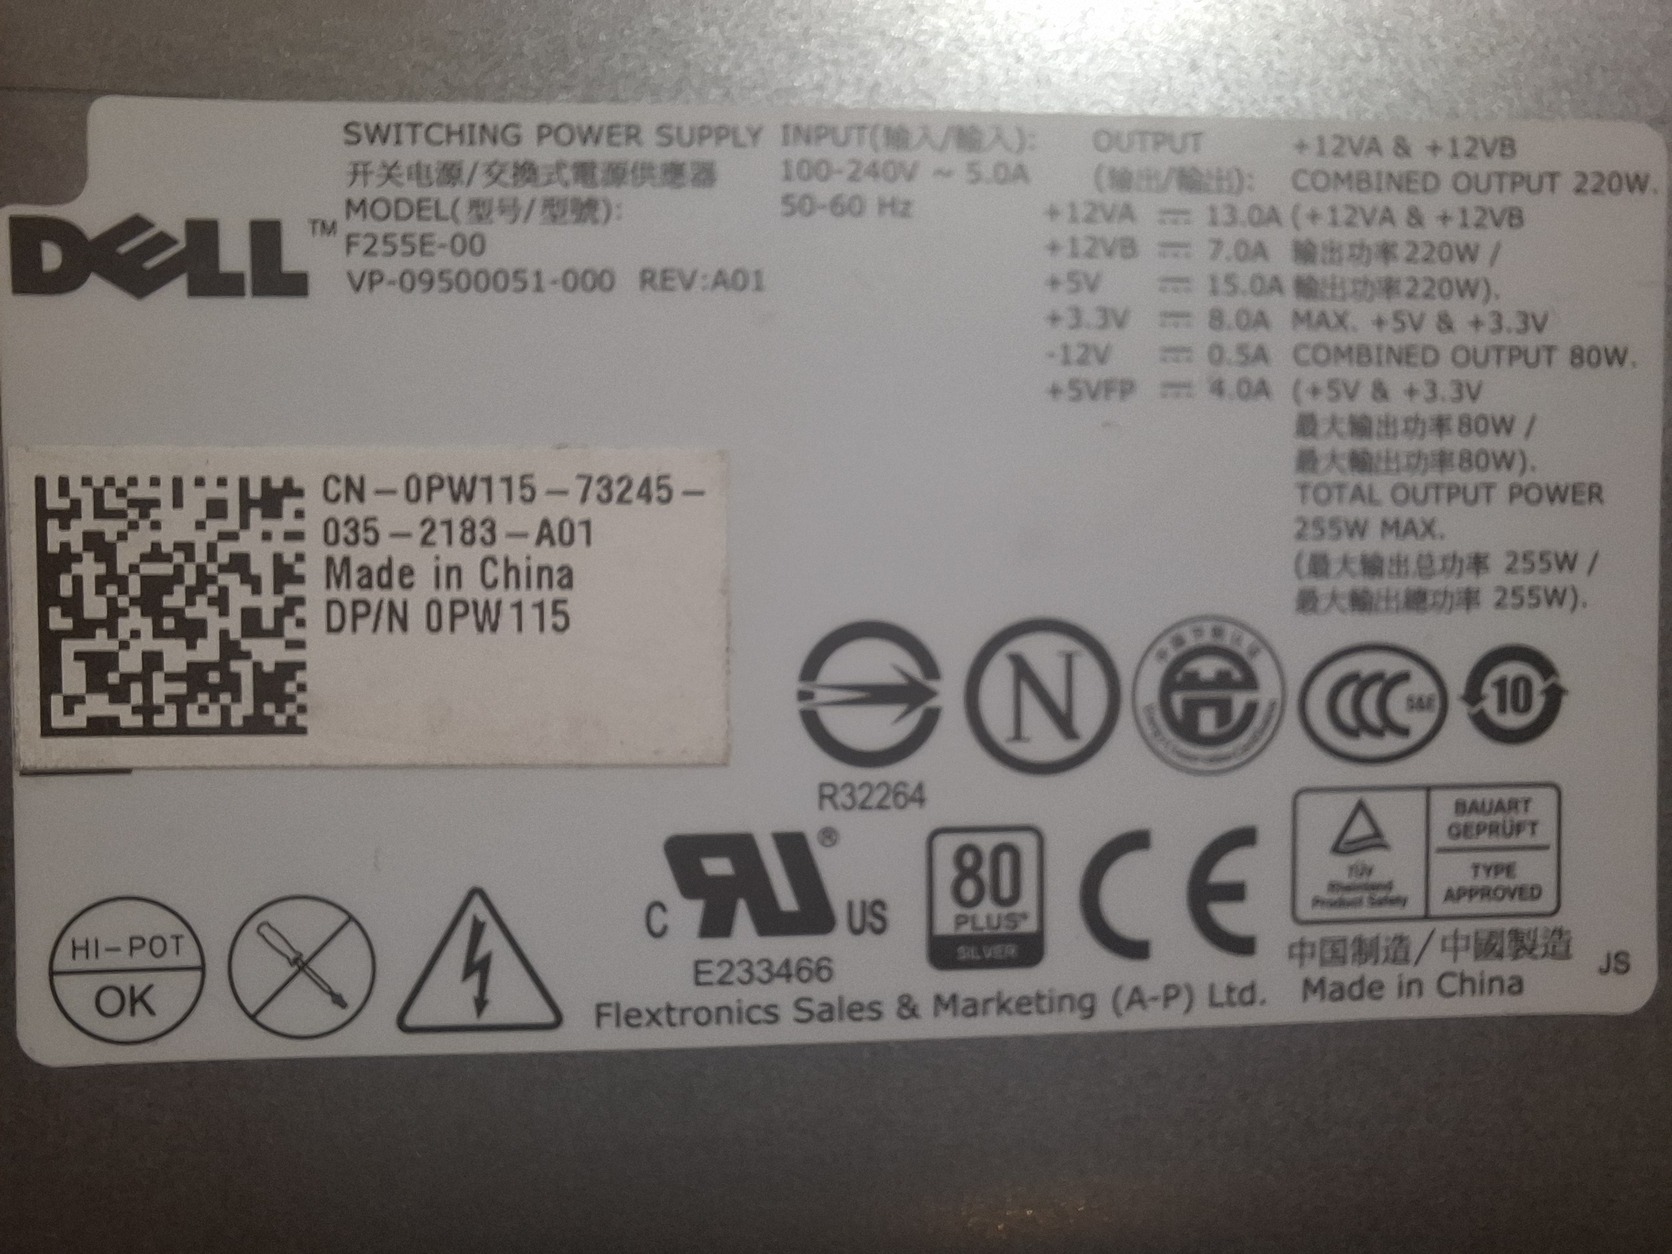 DELL™
SWITCHING POWER SUPPLY
开关电源/交換式電源供應器
MODEL(型号/型號):
F255E-00
VP-09500051-000 REV:A01
INPUT(输入/輸入):
100-240V ~ 5.0A
50-60 Hz
OUTPUT
(输出/輸出):
+12VA ⎓ 13.0A
+12VB ⎓ 7.0A
+5V ⎓ 15.0A
+3.3V ⎓ 8.0A
-12V ⎓ 0.5A
+5VFP ⎓ 4.0A
+12VA & +12VB
COMBINED OUTPUT 220W.
(+12VA & +12VB
输出功率220W /
輸出功率220W).
MAX. +5V & +3.3V
COMBINED OUTPUT 80W.
(+5V & +3.3V
最大输出功率80W /
最大輸出功率80W).
TOTAL OUTPUT POWER
255W MAX.
(最大输出总功率 255W /
最大輸出總功率 255W).
CN-0PW115-73245-
035-2183-A01
Made in China
DP/N 0PW115
R32264
N
CCC S&E
10
HI-POT
OK
C RU® US
E233466
80
PLUS®
SILVER
CE
TÜV
Rheinland
Product Safety
BAUART
GEPRÜFT
TYPE
APPROVED
中国制造/中國製造
Flextronics Sales & Marketing (A-P) Ltd. Made in China
JS